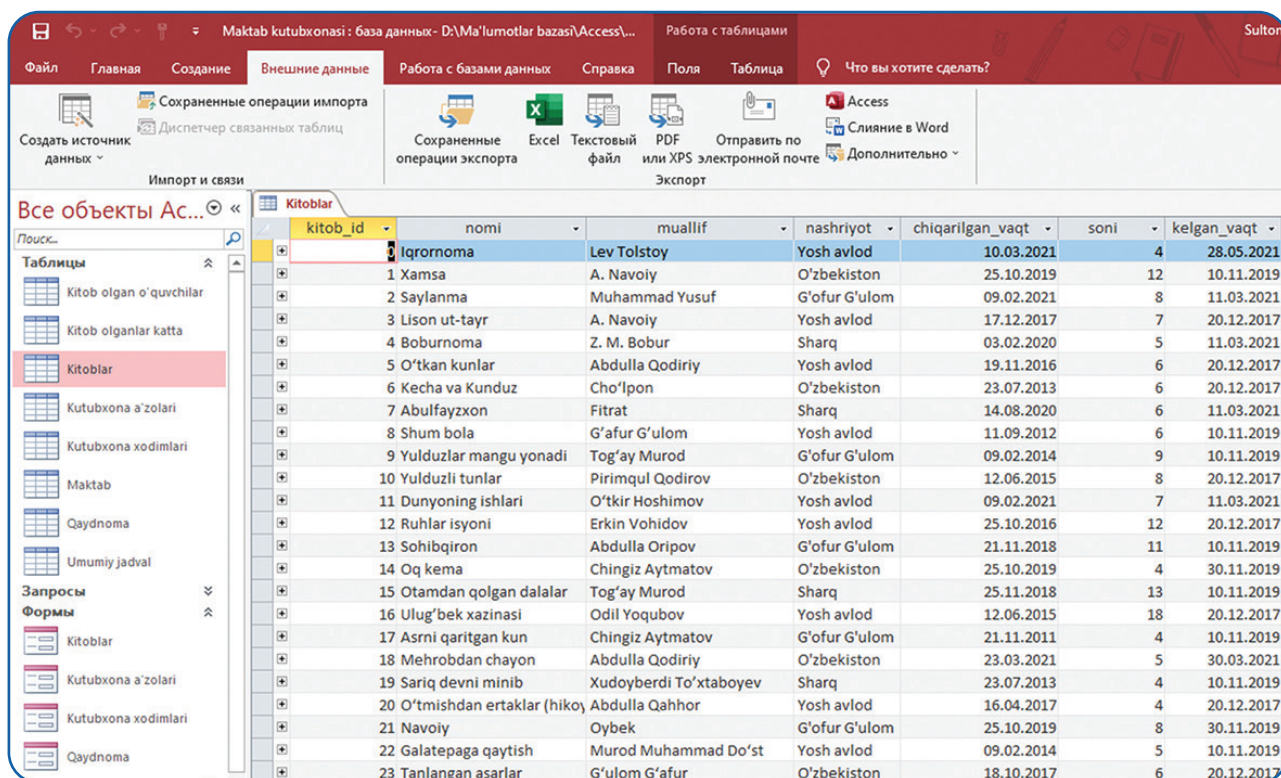 Maktab kutubxonasi : база данных- D:\Ma'lumotlar bazasi\Access\... Работа с таблицами Sulton
Файл Главная Создание Внешние данные Работа с базами данных Справка Поля Таблица Что вы хотите сделать?
Создать источник данных
Сохраненные операции импорта
Диспетчер связанных таблиц
Импорт и связи
Сохраненные операции экспорта
Excel
Текстовый файл
PDF или XPS
Отправить по электронной почте
Access
Слияние в Word
Дополнительно
Экспорт
Все объекты Ac...
Поиск...
Таблицы
Kitob olgan o'quvchilar
Kitob olganlar katta
Kitoblar
Kutubxona a'zolari
Kutubxona xodimlari
Maktab
Qaydnoma
Umumiy jadval
Запросы
Формы
Kitoblar
Kutubxona a'zolari
Kutubxona xodimlari
Qaydnoma
Kitoblar
kitob_id nomi muallif nashriyot chiqarilgan_vaqt soni kelgan_vaqt
0 Iqrornoma Lev Tolstoy Yosh avlod 10.03.2021 4 28.05.2021
1 Xamsa A. Navoiy O'zbekiston 25.10.2019 12 10.11.2019
2 Saylanma Muhammad Yusuf G'ofur G'ulom 09.02.2021 8 11.03.2021
3 Lison ut-tayr A. Navoiy Yosh avlod 17.12.2017 7 20.12.2017
4 Boburnoma Z. M. Bobur Sharq 03.02.2020 5 11.03.2021
5 O‘tkan kunlar Abdulla Qodiriy Yosh avlod 19.11.2016 6 20.12.2017
6 Kecha va Kunduz Cho‘lpon O'zbekiston 23.07.2013 6 20.12.2017
7 Abulfayzxon Fitrat Sharq 14.08.2020 6 11.03.2021
8 Shum bola G’afur G’ulom Yosh avlod 11.09.2012 6 10.11.2019
9 Yulduzlar mangu yonadi Tog‘ay Murod G'ofur G'ulom 09.02.2014 9 10.11.2019
10 Yulduzli tunlar Pirimqul Qodirov O'zbekiston 12.06.2015 8 20.12.2017
11 Dunyoning ishlari O‘tkir Hoshimov Yosh avlod 09.02.2021 7 11.03.2021
12 Ruhlar isyoni Erkin Vohidov Yosh avlod 25.10.2016 12 20.12.2017
13 Sohibqiron Abdulla Oripov G'ofur G'ulom 21.11.2018 11 10.11.2019
14 Oq kema Chingiz Aytmatov O'zbekiston 25.10.2019 4 30.11.2019
15 Otamdan qolgan dalalar Tog‘ay Murod Sharq 25.11.2018 13 10.11.2019
16 Ulug‘bek xazinasi Odil Yoqubov Yosh avlod 12.06.2015 18 20.12.2017
17 Asrni qaritgan kun Chingiz Aytmatov G'ofur G'ulom 21.11.2011 4 10.11.2019
18 Mehrobdan chayon Abdulla Qodiriy O'zbekiston 23.03.2021 5 30.03.2021
19 Sariq devni minib Xudoyberdi To’xtaboyev Sharq 23.07.2013 4 10.11.2019
20 O‘tmishdan ertaklar (hikoy Abdulla Qahhor Yosh avlod 16.04.2017 4 20.12.2017
21 Navoiy Oybek G'ofur G'ulom 25.10.2019 8 30.11.2019
22 Galatepaga qaytish Murod Muhammad Do‘st Yosh avlod 09.02.2014 5 10.11.2019
23 Tanlangan asarlar G‘ulom G‘afur O'zbekiston 18.10.2017 6 20.12.2017